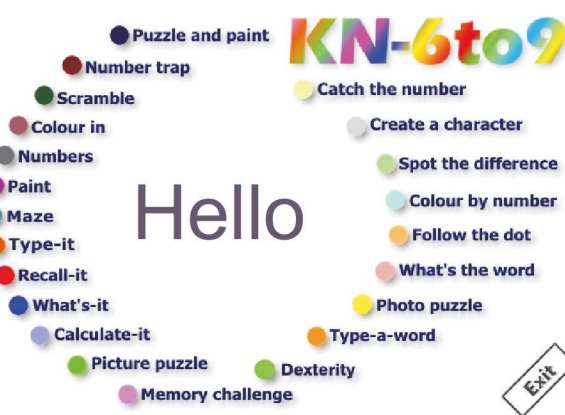 KN-6to9
Puzzle and paint
Number trap
Scramble
Colour in
Numbers
Paint
Maze
Type-it
Recall-it
What's-it
Calculate-it
Picture puzzle
Memory challenge
Hello
Catch the number
Create a character
Spot the difference
Colour by number
Follow the dot
What's the word
Photo puzzle
Type-a-word
Dexterity
Exit